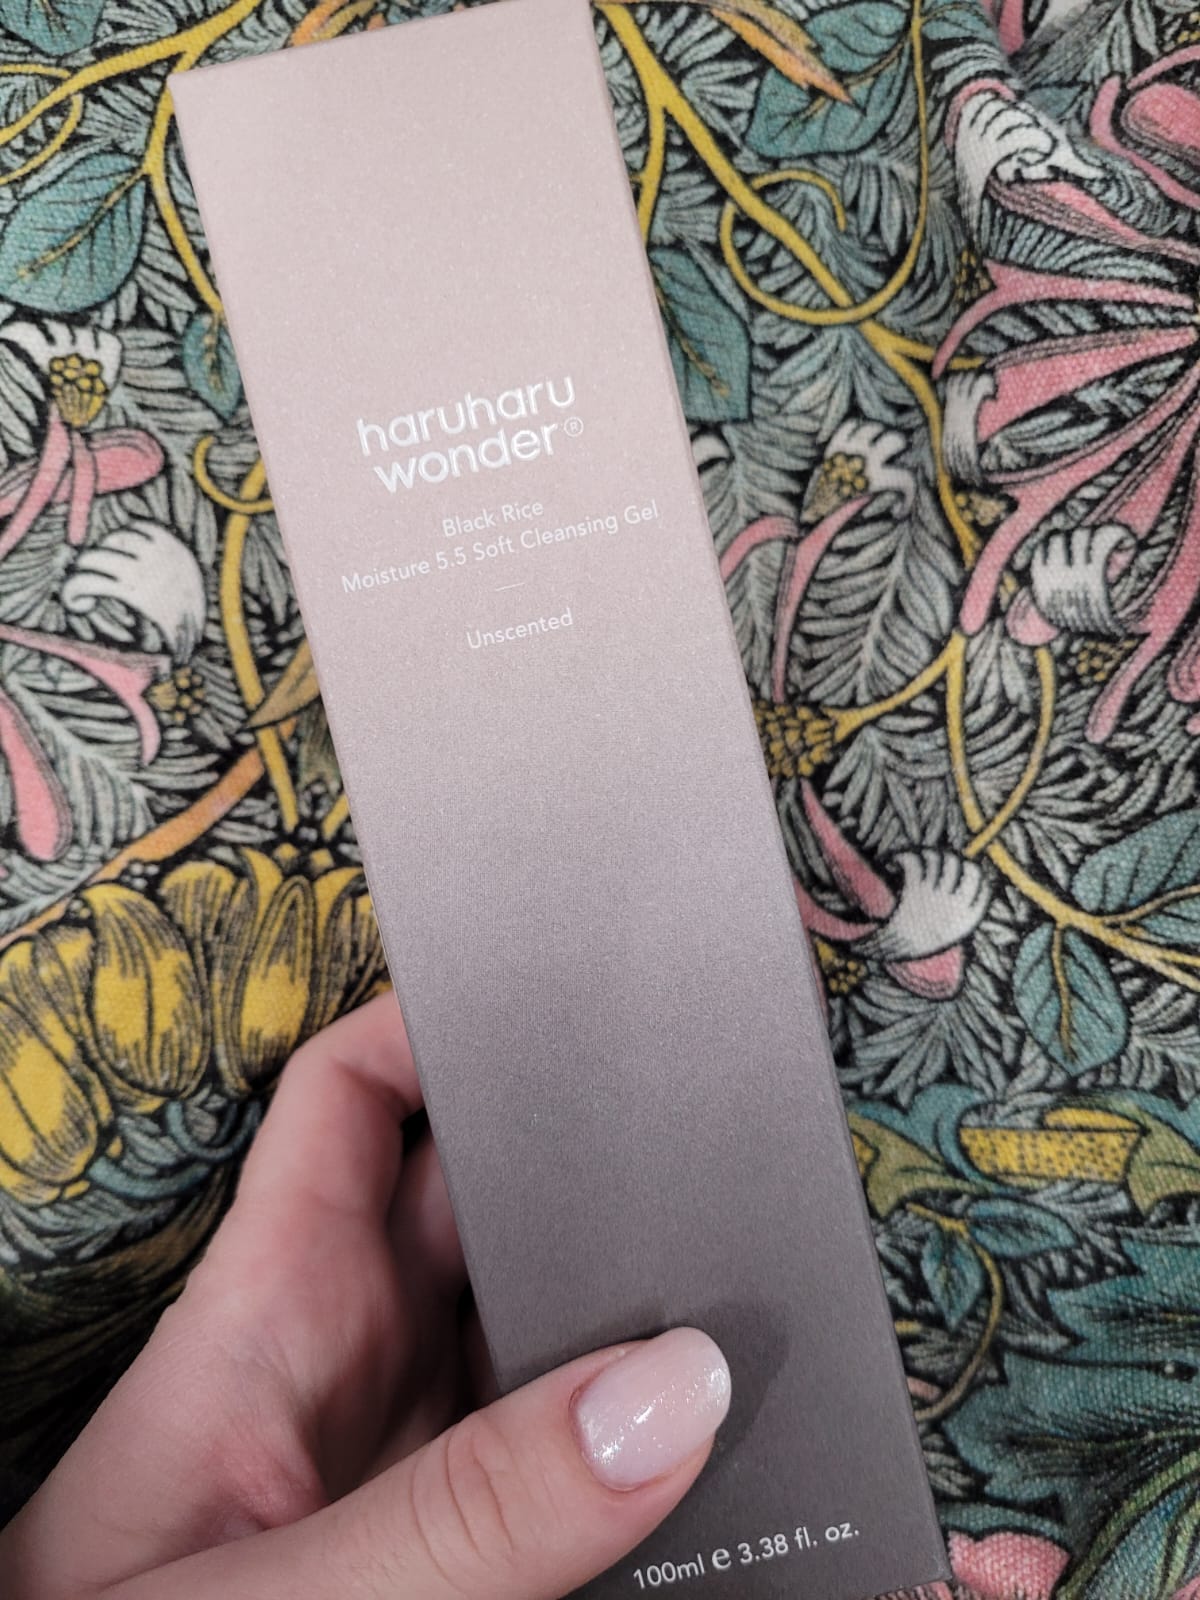 haruharu
wonder®
Black Rice
Moisture 5.5 Soft Cleansing Gel
Unscented
100ml e 3.38 fl. oz.